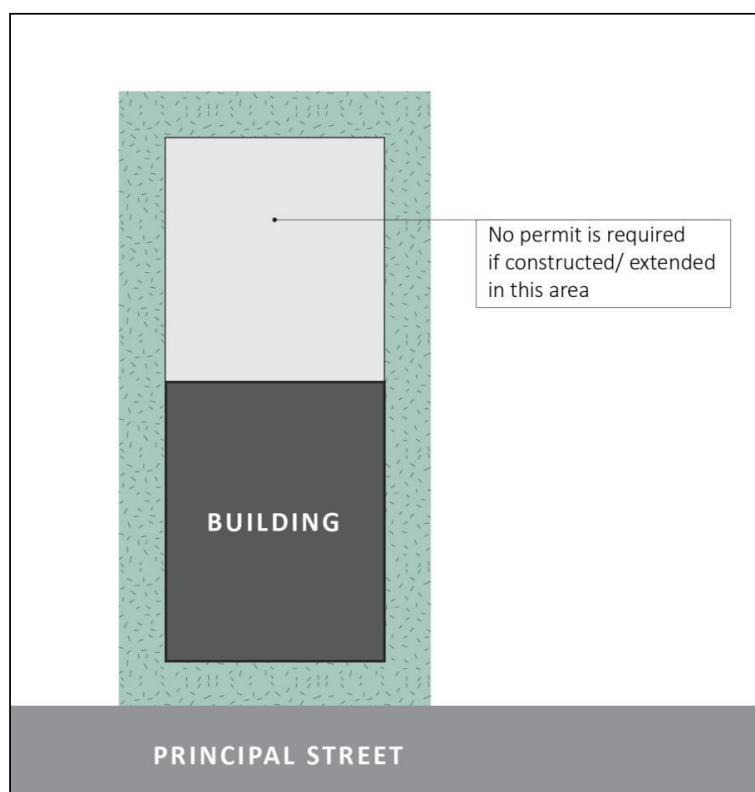 No permit is required
if constructed/ extended
in this area
BUILDING
PRINCIPAL STREET